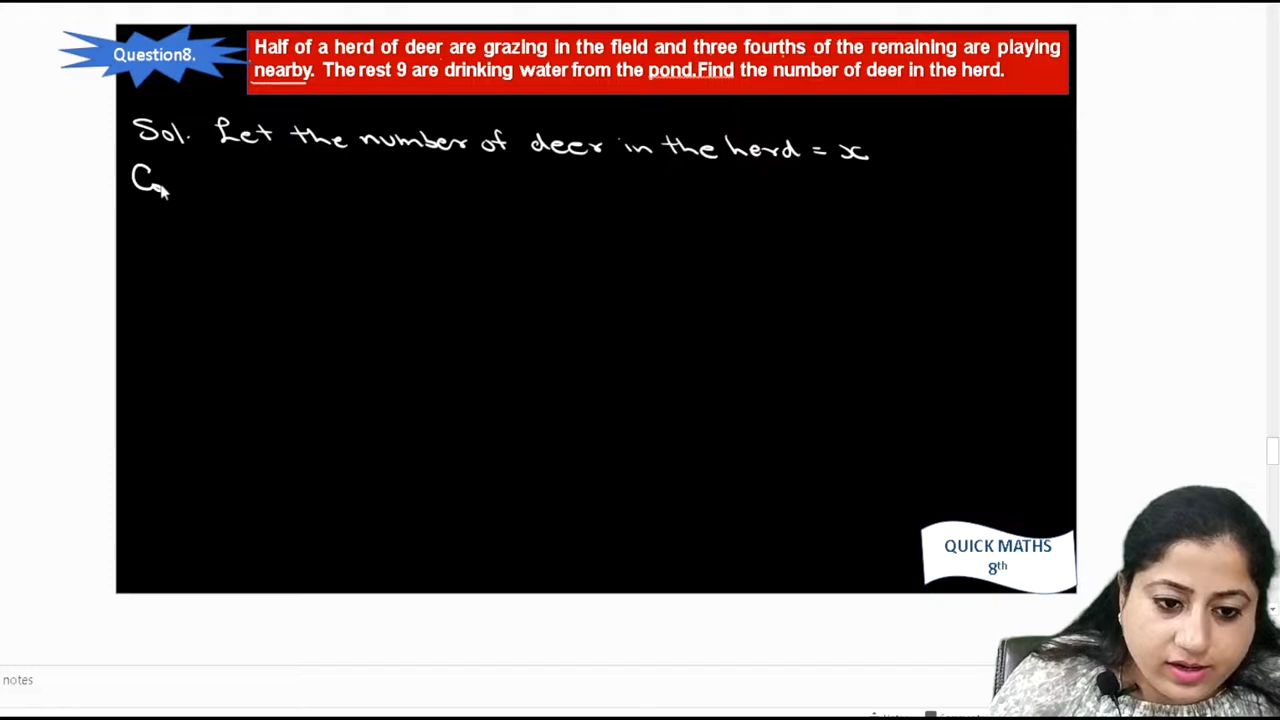 Question8.
Half of a herd of deer are grazing in the field and three fourths of the remaining are playing
nearby. The rest 9 are drinking water from the pond.Find the number of deer in the herd.
Sol. Let the number of deer in the herd = x
QUICK MATHS
8th
notes